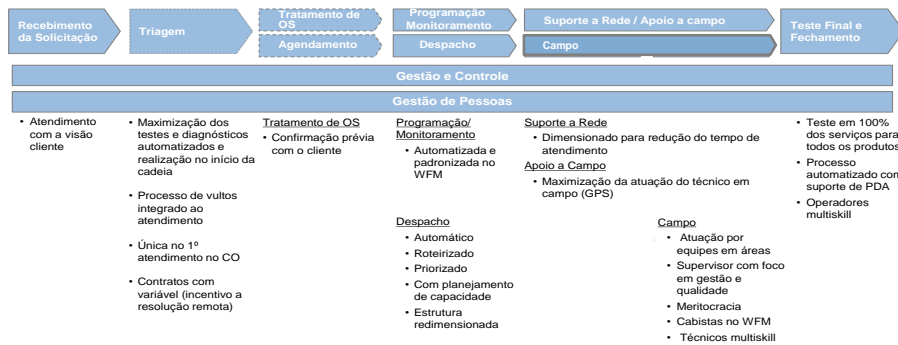 Recebimento
da Solicitação
Triagem
Tratamento de
OS
Agendamento
Programação
Monitoramento
Despacho
Suporte a Rede / Apoio a campo
Campo
Teste Final e
Fechamento
Gestão e Controle
Gestão de Pessoas
• Atendimento
com a visão
cliente
• Maximização dos
testes e diagnósticos
automatizados e
realização no início da
cadeia
• Processo de vultos
integrado ao
atendimento
• Única no 1º
atendimento no CO
• Contratos com
variável (incentivo a
resolução remota)
Tratamento de OS
• Confirmação prévia
com o cliente
Programação/
Monitoramento
• Automatizada e
padronizada no
WFM
Despacho
• Automático
• Roteirizado
• Priorizado
• Com planejamento
de capacidade
• Estrutura
redimensionada
Suporte a Rede
• Dimensionado para redução do tempo de
atendimento
Apoio a Campo
• Maximização da atuação do técnico em
campo (GPS)
Campo
• Atuação por
equipes em áreas
• Supervisor com foco
em gestão e
qualidade
• Meritocracia
• Cabistas no WFM
• Técnicos multiskill
• Teste em 100%
dos serviços para
todos os produtos
• Processo
automatizado com
suporte de PDA
• Operadores
multiskill